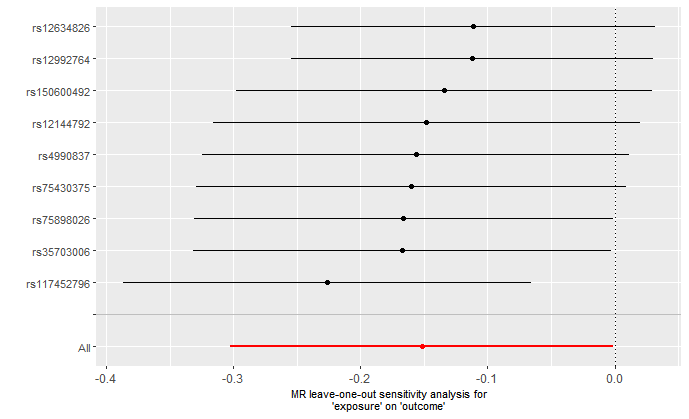 rs12634826
rs12992764
rs150600492
rs12144792
rs4990837
rs75430375
rs75898026
rs35703006
rs117452796
All
-0.4 -0.3 -0.2 -0.1 0.0
MR leave-one-out sensitivity analysis for
'exposure' on 'outcome'